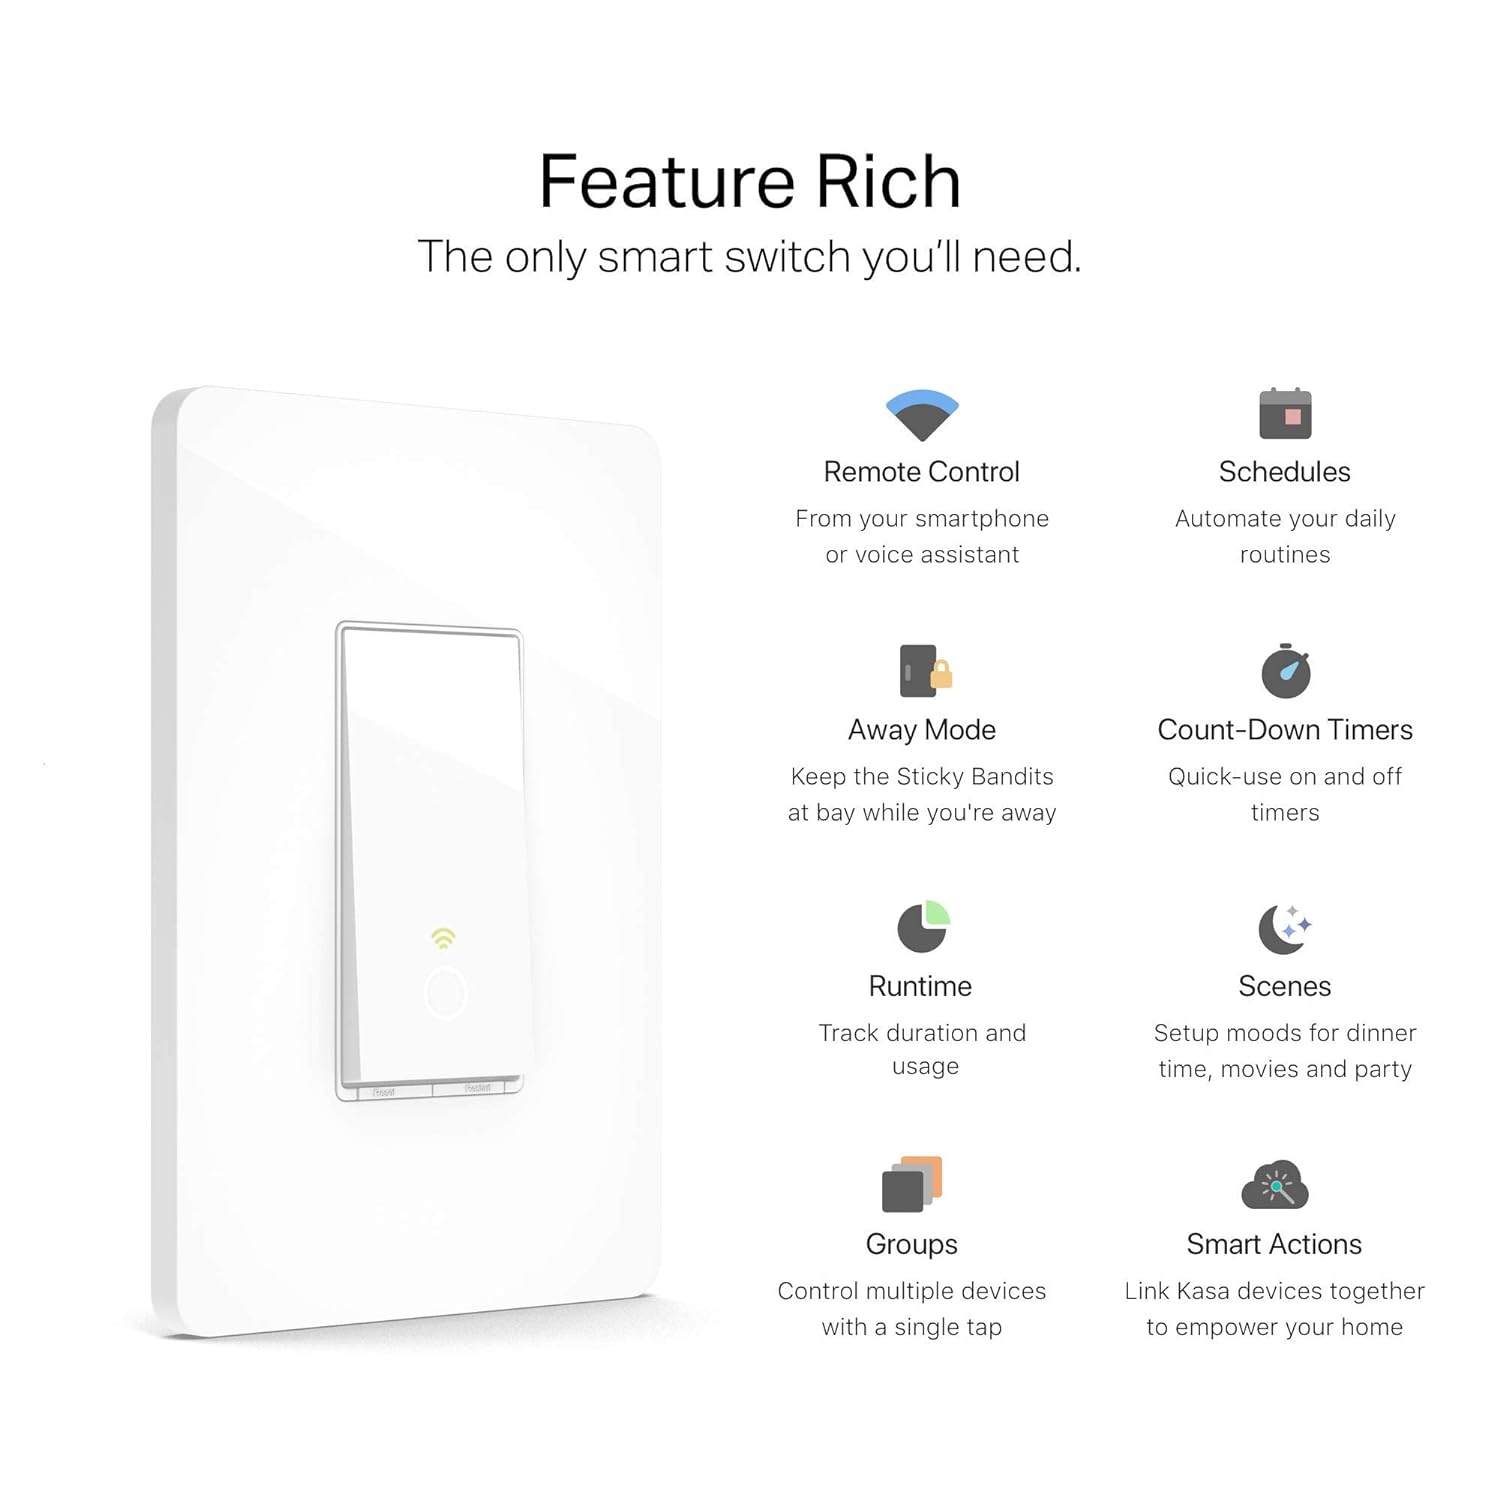 Feature Rich
The only smart switch you'll need.
Remote Control
From your smartphone
or voice assistant
Schedules
Automate your daily
routines
Away Mode
Keep the Sticky Bandits
at bay while you're away
Count-Down Timers
Quick-use on and off
timers
Runtime
Track duration and
usage
Scenes
Setup moods for dinner
time, movies and party
Groups
Control multiple devices
with a single tap
Smart Actions
Link Kasa devices together
to empower your home